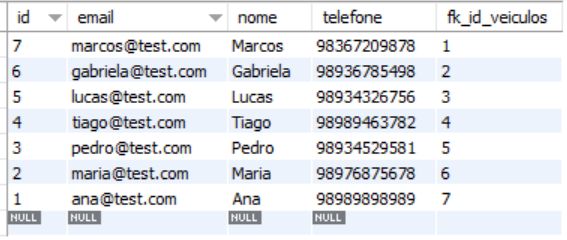 id email nome telefone fk_id_veiculos
7 marcos@test.com Marcos 98367209878 1
6 gabriela@test.com Gabriela 98936785498 2
5 lucas@test.com Lucas 98934326756 3
4 tiago@test.com Tiago 98989463782 4
3 pedro@test.com Pedro 98934529581 5
2 maria@test.com Maria 98976875678 6
1 ana@test.com Ana 98989898989 7
NULL NULL NULL NULL